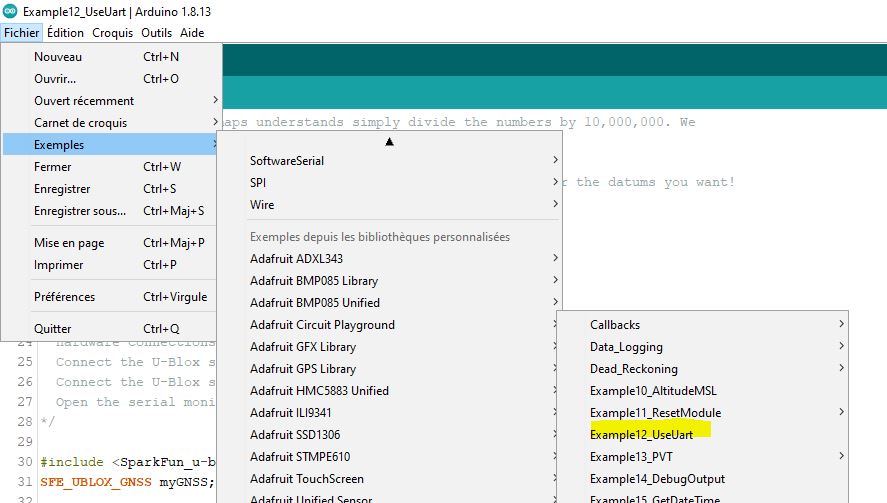 Example12_UseUart | Arduino 1.8.13
Fichier Édition Croquis Outils Aide
Nouveau Ctrl+N
Ouvrir... Ctrl+O
Ouvert récemment
Carnet de croquis
Exemples
Fermer Ctrl+W
Enregistrer Ctrl+S
Enregistrer sous... Ctrl+Maj+S
Mise en page Ctrl+Maj+P
Imprimer Ctrl+P
Préférences Ctrl+Virgule
Quitter Ctrl+Q
SoftwareSerial
SPI
Wire
Exemples depuis les bibliothèques personnalisées
Adafruit ADXL343
Adafruit BMP085 Library
Adafruit BMP085 Unified
Adafruit Circuit Playground
Adafruit GFX Library
Adafruit GPS Library
Adafruit HMC5883 Unified
Adafruit ILI9341
Adafruit SSD1306
Adafruit STMPE610
Adafruit TouchScreen
Adafruit Unified Sensor
Callbacks
Data_Logging
Dead_Reckoning
Example10_AltitudeMSL
Example11_ResetModule
Example12_UseUart
Example13_PVT
Example14_DebugOutput
Example15_GetDateTime
aps understands simply divide the numbers by 10,000,000. We
r the datums you want!
24 Hardware Connections
25 Connect the U-Blox s
26 Connect the U-Blox s
27 Open the serial moni
28 */
29
30 #include <SparkFun_u-b
31 SFE_UBLOX_GNSS myGNSS;
32